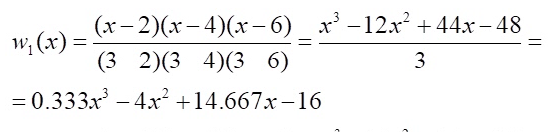 w₁(x) = (x−2)(x−4)(x−6) / (3 2)(3 4)(3 6) = x³ −12x² + 44x − 48 / 3 =
= 0.333x³ − 4x² + 14.667x − 16